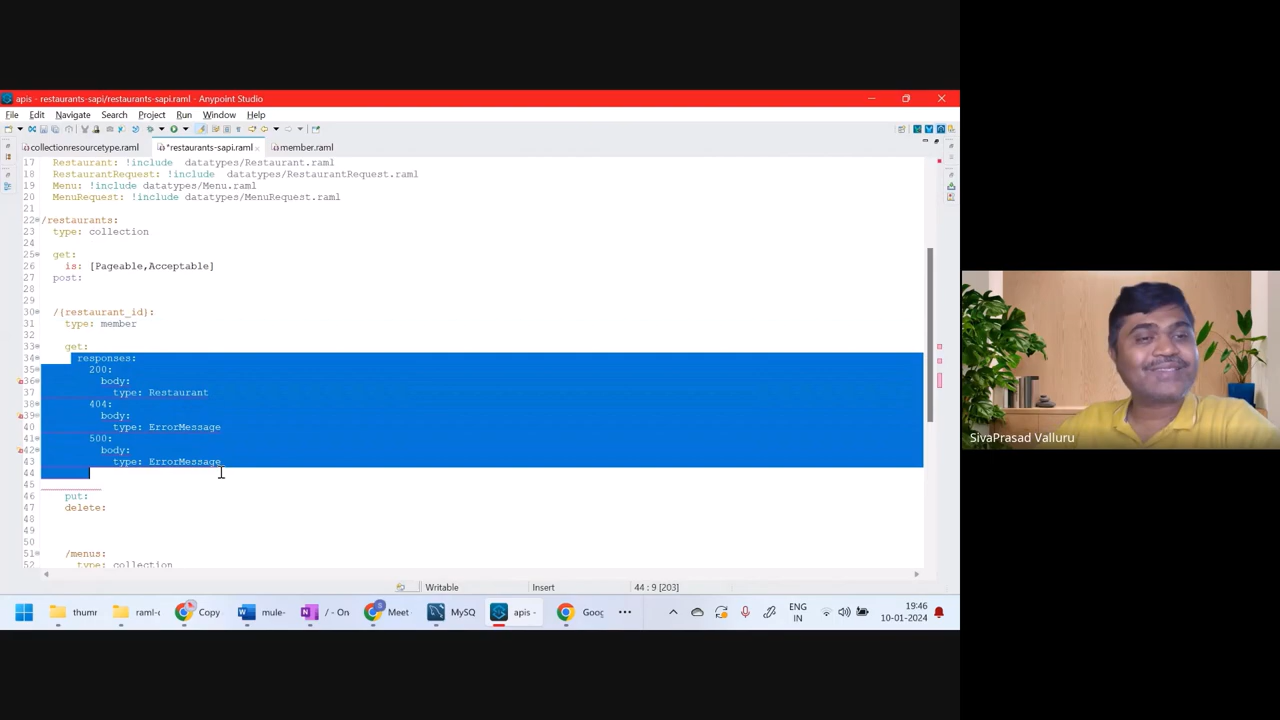 apis - restaurants-sapi/restaurants-sapi.raml - Anypoint Studio
File Edit Navigate Search Project Run Window Help
collectionresourcetype.raml *restaurants-sapi.raml member.raml
17 Restaurant: !include datatypes/Restaurant.raml
18 RestaurantRequest: !include datatypes/RestaurantRequest.raml
19 Menu: !include datatypes/Menu.raml
20 MenuRequest: !include datatypes/MenuRequest.raml
21
22 /restaurants:
23 type: collection
24
25 get:
26 is: [Pageable,Acceptable]
27 post:
28
29
30 /{restaurant_id}:
31 type: member
32
33 get:
34 responses:
35 200:
36 body:
37 type: Restaurant
38 404:
39 body:
40 type: ErrorMessage
41 500:
42 body:
43 type: ErrorMessage
44
45
46 put:
47 delete:
48
49
50
51 /menus:
52 type: collection
SivaPrasad Valluru
Writable Insert 44 : 9 [203]
thumr raml-c Copy mule- / - On Meet MySQ apis - Goog
ENG
IN
19:46
10-01-2024